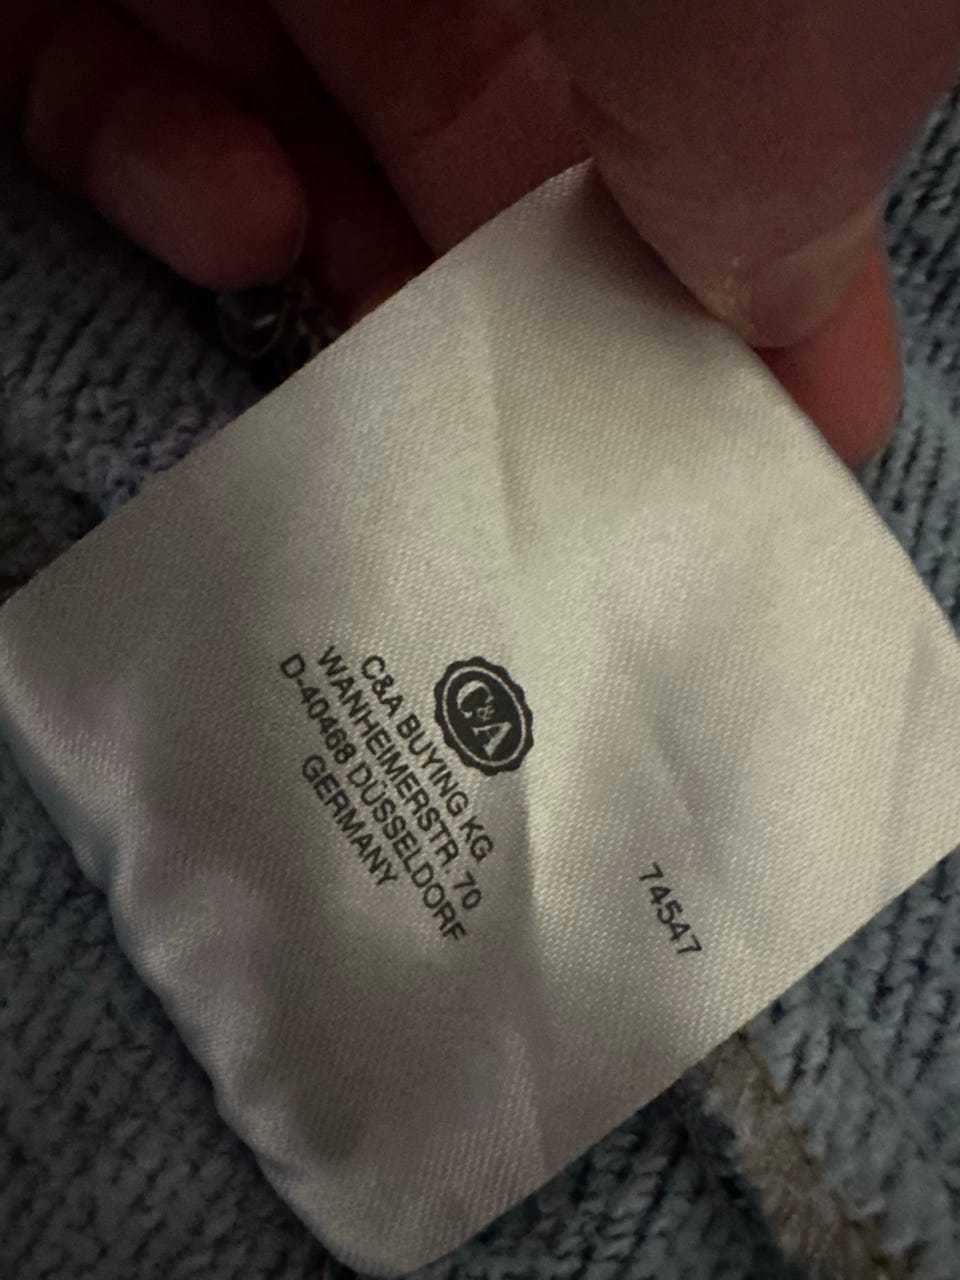 C&A
C&A BUYING KG
WANHEIMERSTR. 70
D-40468 DÜSSELDORF
GERMANY
74547